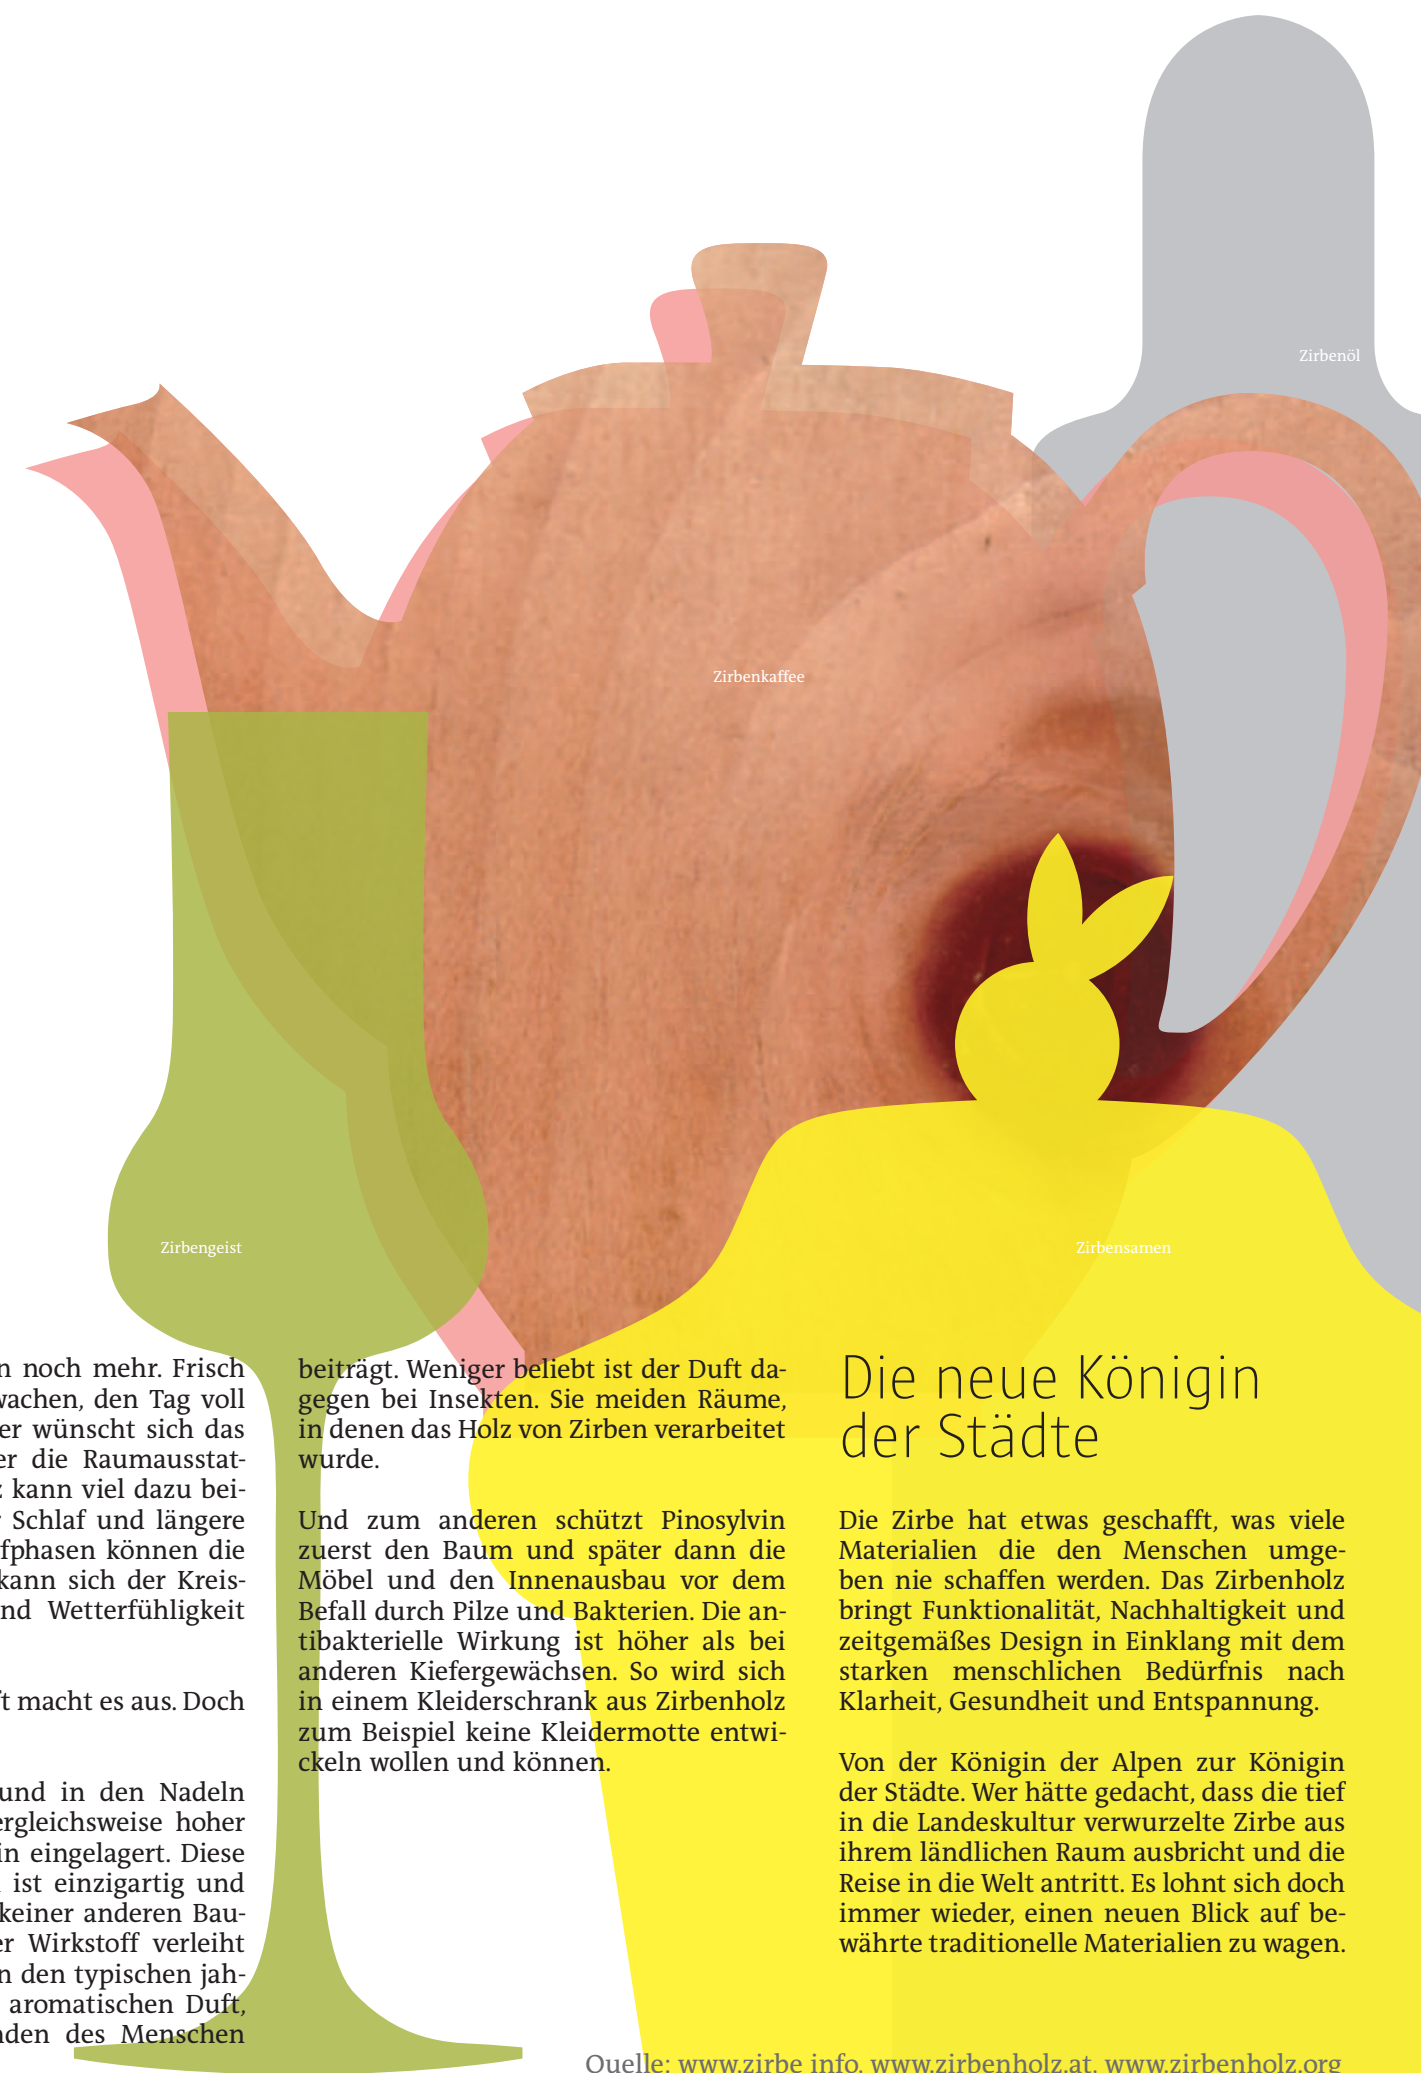 Zirbenöl
Zirbenkaffee
Zirbengeist
Zirbensamen
noch mehr. Frisch
den Tag voll
wünscht sich das
die Raumausstat-
kann viel dazu bei-
Schlaf und längere
können die
kann sich der Kreis-
Wetterfühligkeit
macht es aus. Doch
und in den Nadeln
hoher
eingelagert. Diese
ist einzigartig und
keiner anderen Bau-
Wirkstoff verleiht
den typischen jah-
aromatischen Duft,
des Menschen
beiträgt. Weniger beliebt ist der Duft da-
gegen bei Insekten. Sie meiden Räume,
in denen das Holz von Zirben verarbeitet
wurde.
Und zum anderen schützt Pinosylvin
zuerst den Baum und später dann die
Möbel und den Innenausbau vor dem
Befall durch Pilze und Bakterien. Die an-
tibakterielle Wirkung ist höher als bei
anderen Kiefergewächsen. So wird sich
in einem Kleiderschrank aus Zirbenholz
zum Beispiel keine Kleidermotte entwi-
ckeln wollen und können.
Die neue Königin
der Städte
Die Zirbe hat etwas geschafft, was viele
Materialien die den Menschen umge-
ben nie schaffen werden. Das Zirbenholz
bringt Funktionalität, Nachhaltigkeit und
zeitgemäßes Design in Einklang mit dem
starken menschlichen Bedürfnis nach
Klarheit, Gesundheit und Entspannung.
Von der Königin der Alpen zur Königin
der Städte. Wer hätte gedacht, dass die tief
in die Landeskultur verwurzelte Zirbe aus
ihrem ländlichen Raum ausbricht und die
Reise in die Welt antritt. Es lohnt sich doch
immer wieder, einen neuen Blick auf be-
währte traditionelle Materialien zu wagen.
Quelle: www.zirbe info, www.zirbenholz.at, www.zirbenholz.org